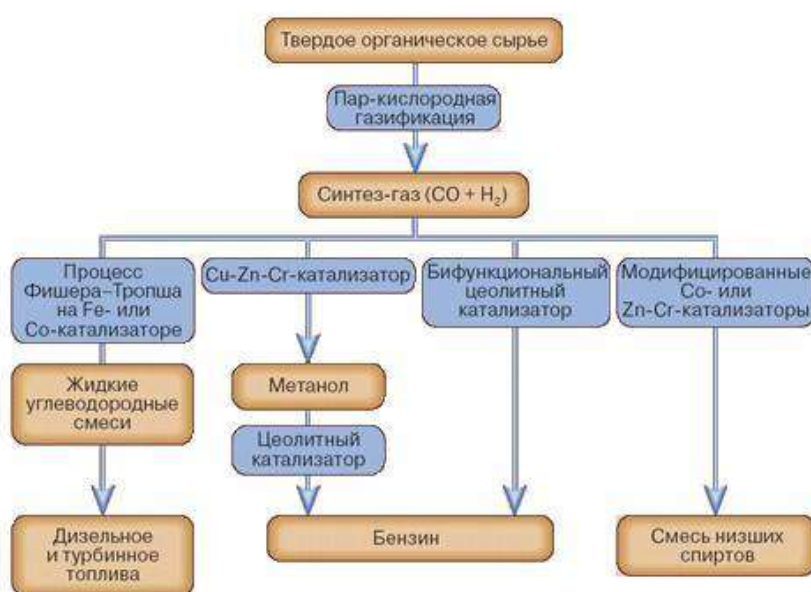 Твердое органическое сырье
Пар-кислородная
газификация
Синтез-газ (CO + H₂)
Процесс
Фишера–Тропша
на Fe- или
Co-катализаторе
Cu-Zn-Cr-катализатор
Бифункциональный
цеолитный
катализатор
Модифицированные
Co- или
Zn-Cr-катализаторы
Жидкие
углеводородные
смеси
Метанол
Цеолитный
катализатор
Дизельное
и турбинное
топлива
Бензин
Смесь низших
спиртов